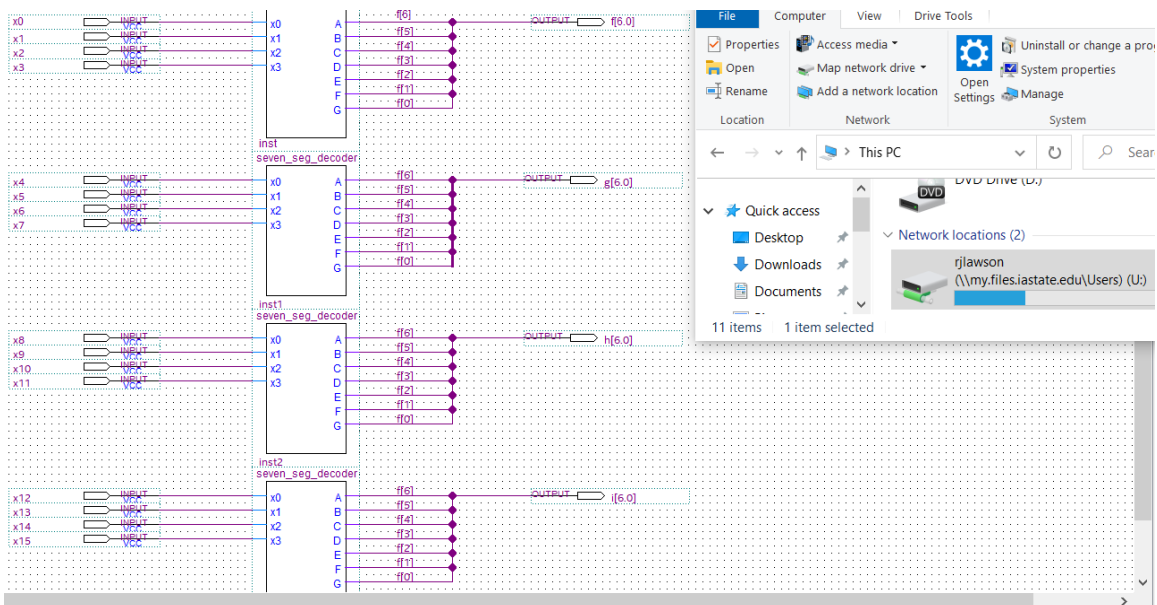 x0 INPUT VCC x0 A f[6] OUTPUT f[6.0]
x1 INPUT VCC x1 B f[5]
x2 INPUT VCC x2 C f[4]
x3 INPUT VCC x3 D f[3]
E f[2]
F f[1]
G f[0]
inst
seven_seg_decoder
x4 INPUT VCC x0 A f[6] OUTPUT g[6.0]
x5 INPUT VCC x1 B f[5]
x6 INPUT VCC x2 C f[4]
x7 INPUT VCC x3 D f[3]
E f[2]
F f[1]
G f[0]
inst1
seven_seg_decoder
x8 INPUT VCC x0 A f[6] OUTPUT h[6.0]
x9 INPUT VCC x1 B f[5]
x10 INPUT VCC x2 C f[4]
x11 INPUT VCC x3 D f[3]
E f[2]
F f[1]
G f[0]
inst2
seven_seg_decoder
x12 INPUT VCC x0 A f[6] OUTPUT i[6.0]
x13 INPUT VCC x1 B f[5]
x14 INPUT VCC x2 C f[4]
x15 INPUT VCC x3 D f[3]
E f[2]
F f[1]
G f[0]
File Computer View Drive Tools
Properties Access media Uninstall or change a pro
Open Map network drive System properties
Rename Add a network location Open Settings Manage
Location Network System
This PC Sear
DVD Drive (D:)
DVD
Quick access Network locations (2)
Desktop rjlawson
Downloads (\\my.files.iastate.edu\Users) (U:)
Documents
11 items 1 item selected